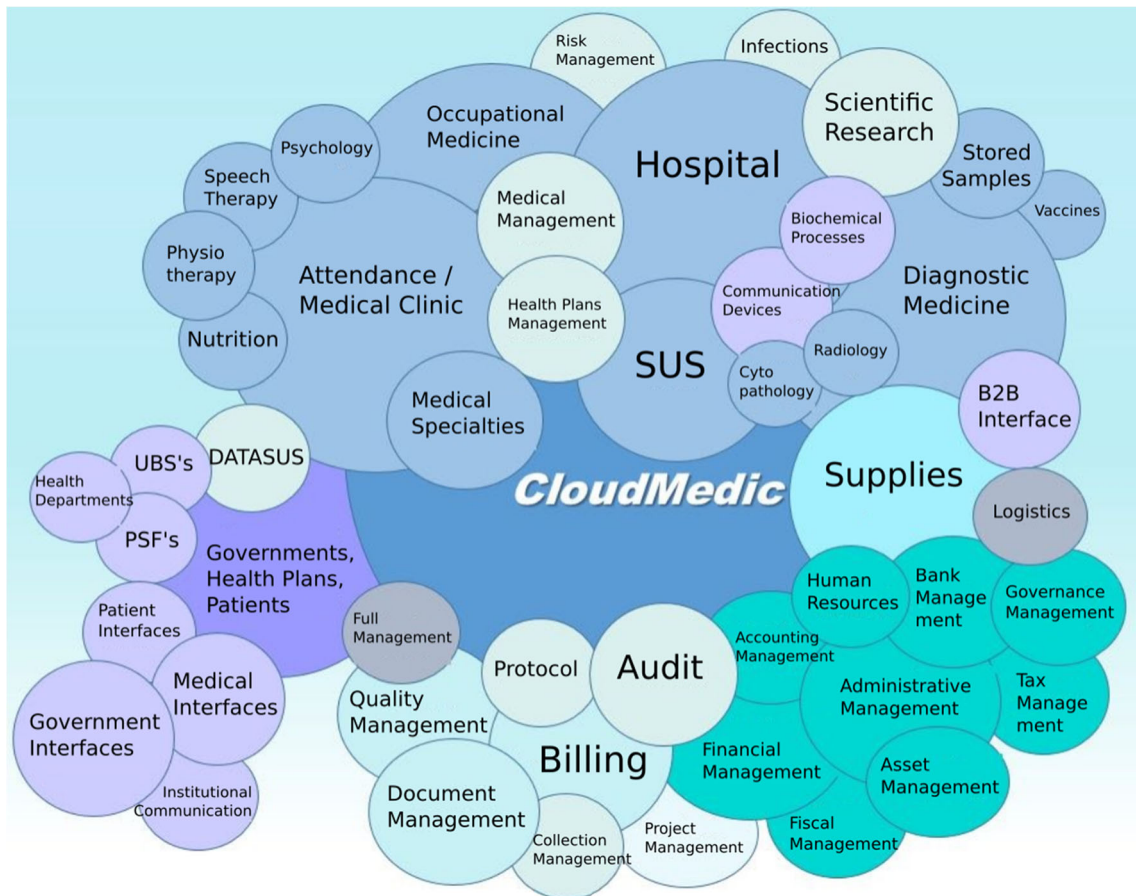 Risk
Management
Infections
Scientific
Research
Occupational
Medicine
Psychology
Hospital
Stored
Samples
Speech
Therapy
Medical
Management
Biochemical
Processes
Vaccines
Physio
therapy
Attendance /
Medical Clinic
Diagnostic
Medicine
Health Plans
Management
Communication
Devices
Nutrition
SUS
Radiology
Cyto
pathology
Medical
Specialties
B2B
Interface
UBS's
DATASUS
Health
Departments
CloudMedic
Supplies
Logistics
PSF's
Governments,
Health Plans,
Patients
Human
Resources
Bank
Manage
ment
Governance
Management
Patient
Interfaces
Full
Management
Accounting
Management
Protocol
Audit
Medical
Interfaces
Quality
Management
Administrative
Management
Tax
Manage
ment
Government
Interfaces
Billing
Financial
Management
Asset
Management
Institutional
Communication
Document
Management
Collection
Management
Project
Management
Fiscal
Management